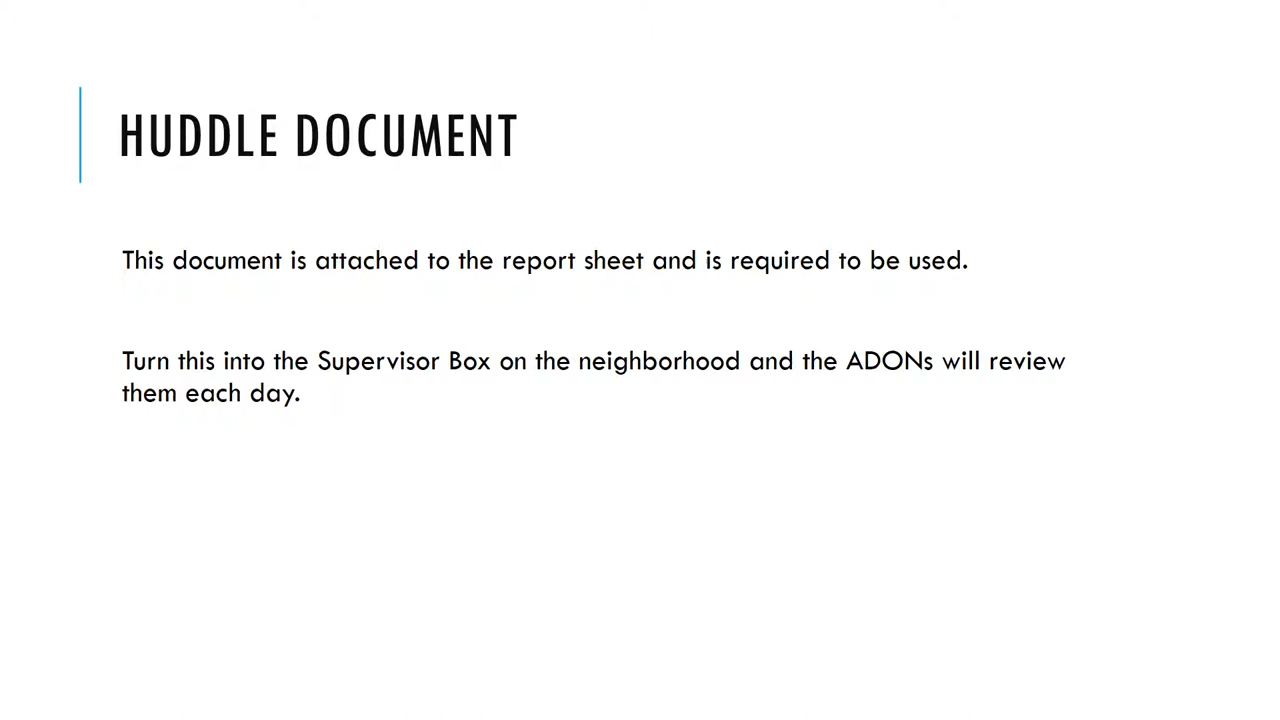 HUDDLE DOCUMENT
This document is attached to the report sheet and is required to be used.
Turn this into the Supervisor Box on the neighborhood and the ADONs will review
them each day.